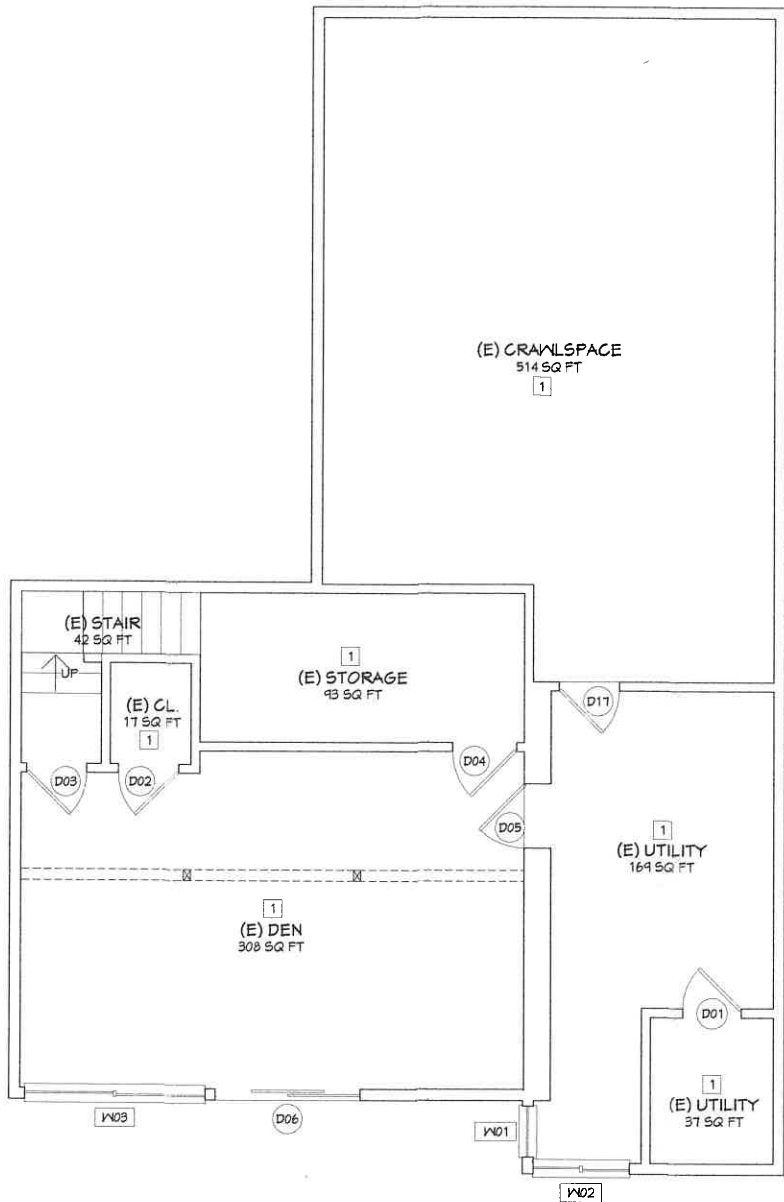 (E) CRAWLSPACE
514 SQ FT
1
(E) STAIR
42 SQ FT
UP
1
(E) STORAGE
93 SQ FT
(E) CL.
17 SQ FT
1
D17
D03
D02
D04
D05
1
(E) UTILITY
169 SQ FT
1
(E) DEN
308 SQ FT
D01
1
(E) UTILITY
37 SQ FT
W03
D06
W01
W02